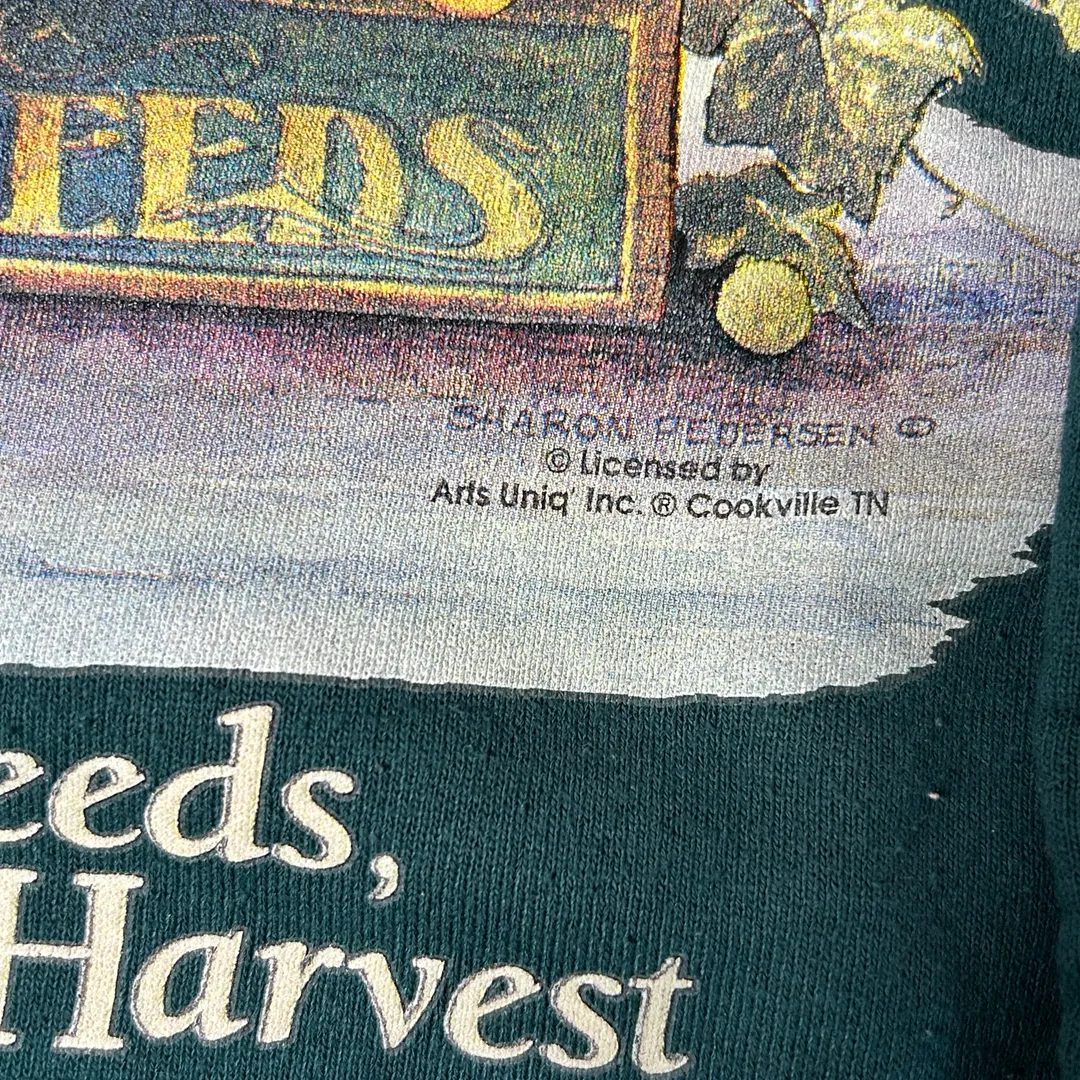 EEDS
SHARON PEDERSEN ©
© Licensed by
Arts Uniq' Inc. ® Cookville TN
eeds,
Harvest